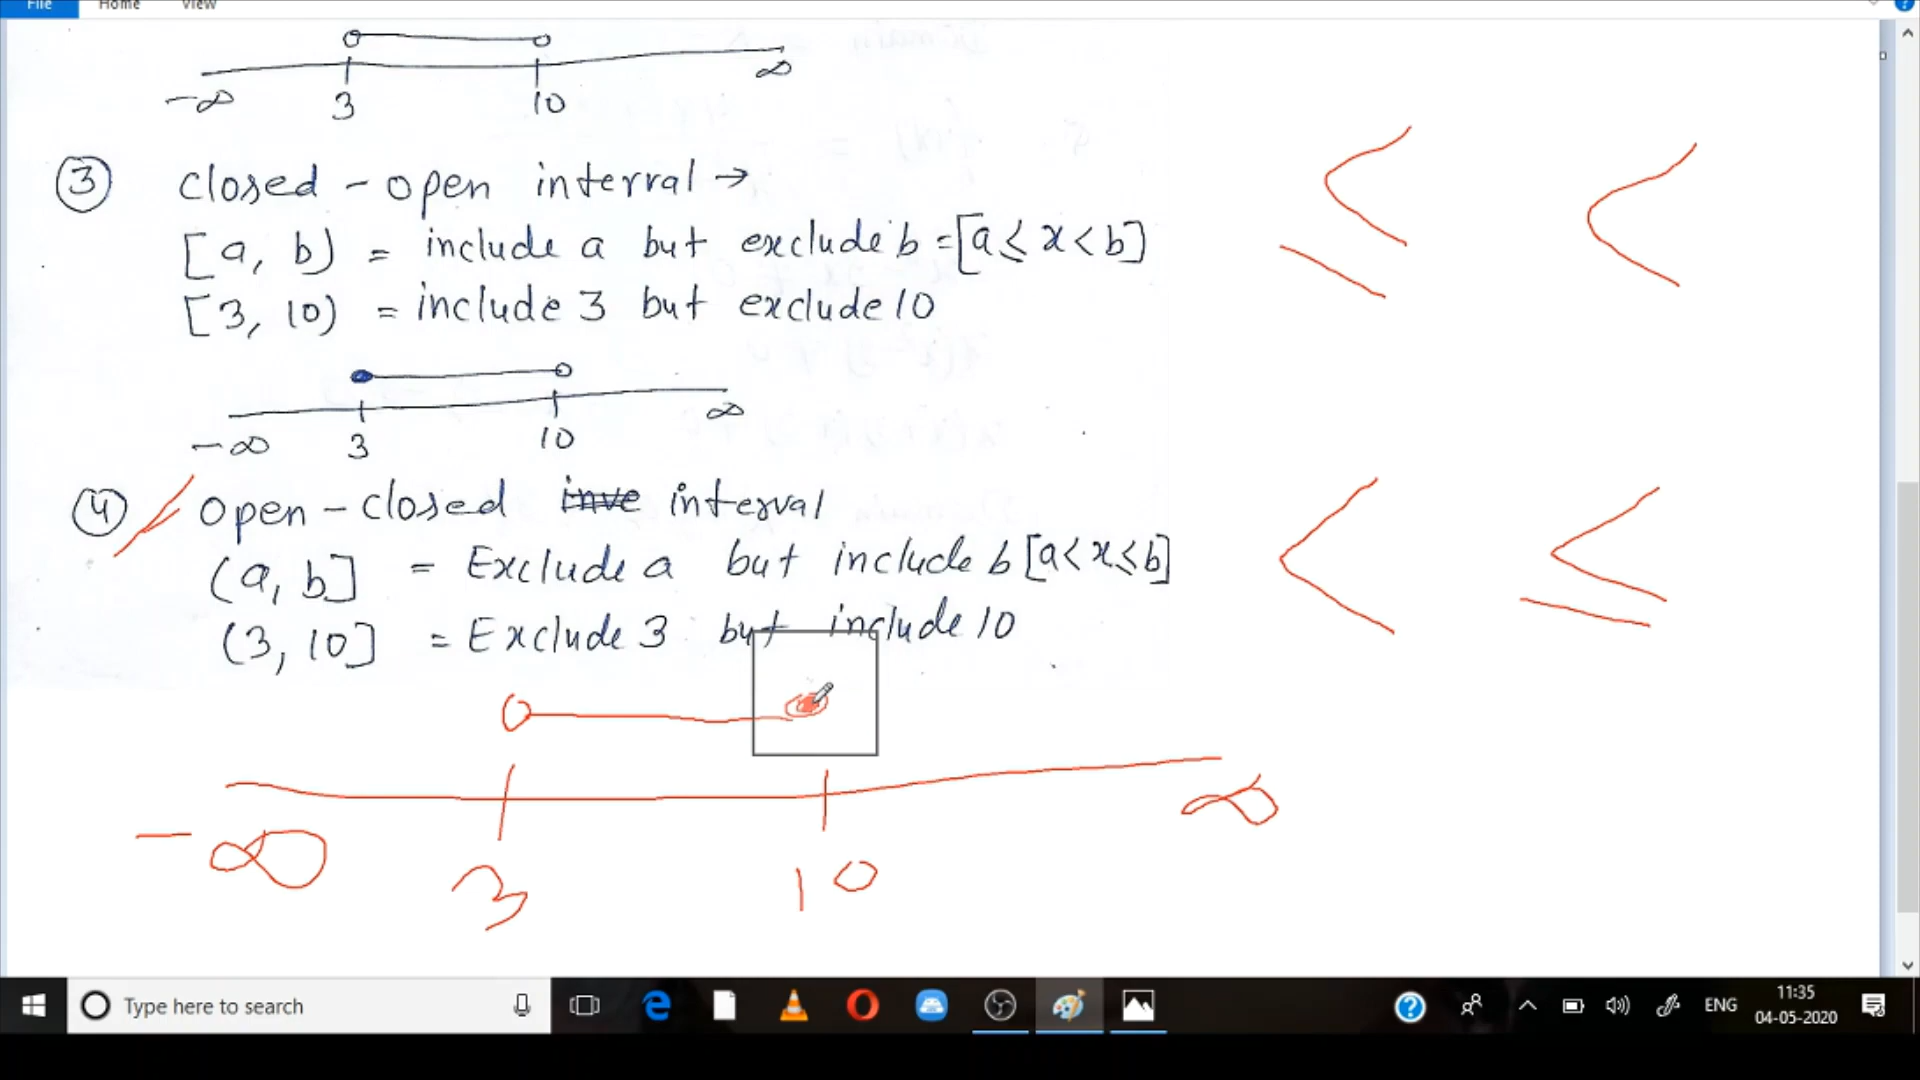 File Home View
-∞ 3 10 ∞
③ closed - open interval →
[a, b) = include a but exclude b = [a ≤ x < b]
[3, 10) = include 3 but exclude 10
-∞ 3 10 ∞
④ open - closed inve interval
(a, b] = Exclude a but include b [a < x ≤ b]
(3, 10] = Exclude 3 but include 10
-∞ 3 10 ∞
≤ <
< ≤
Type here to search
ENG
11:35
04-05-2020